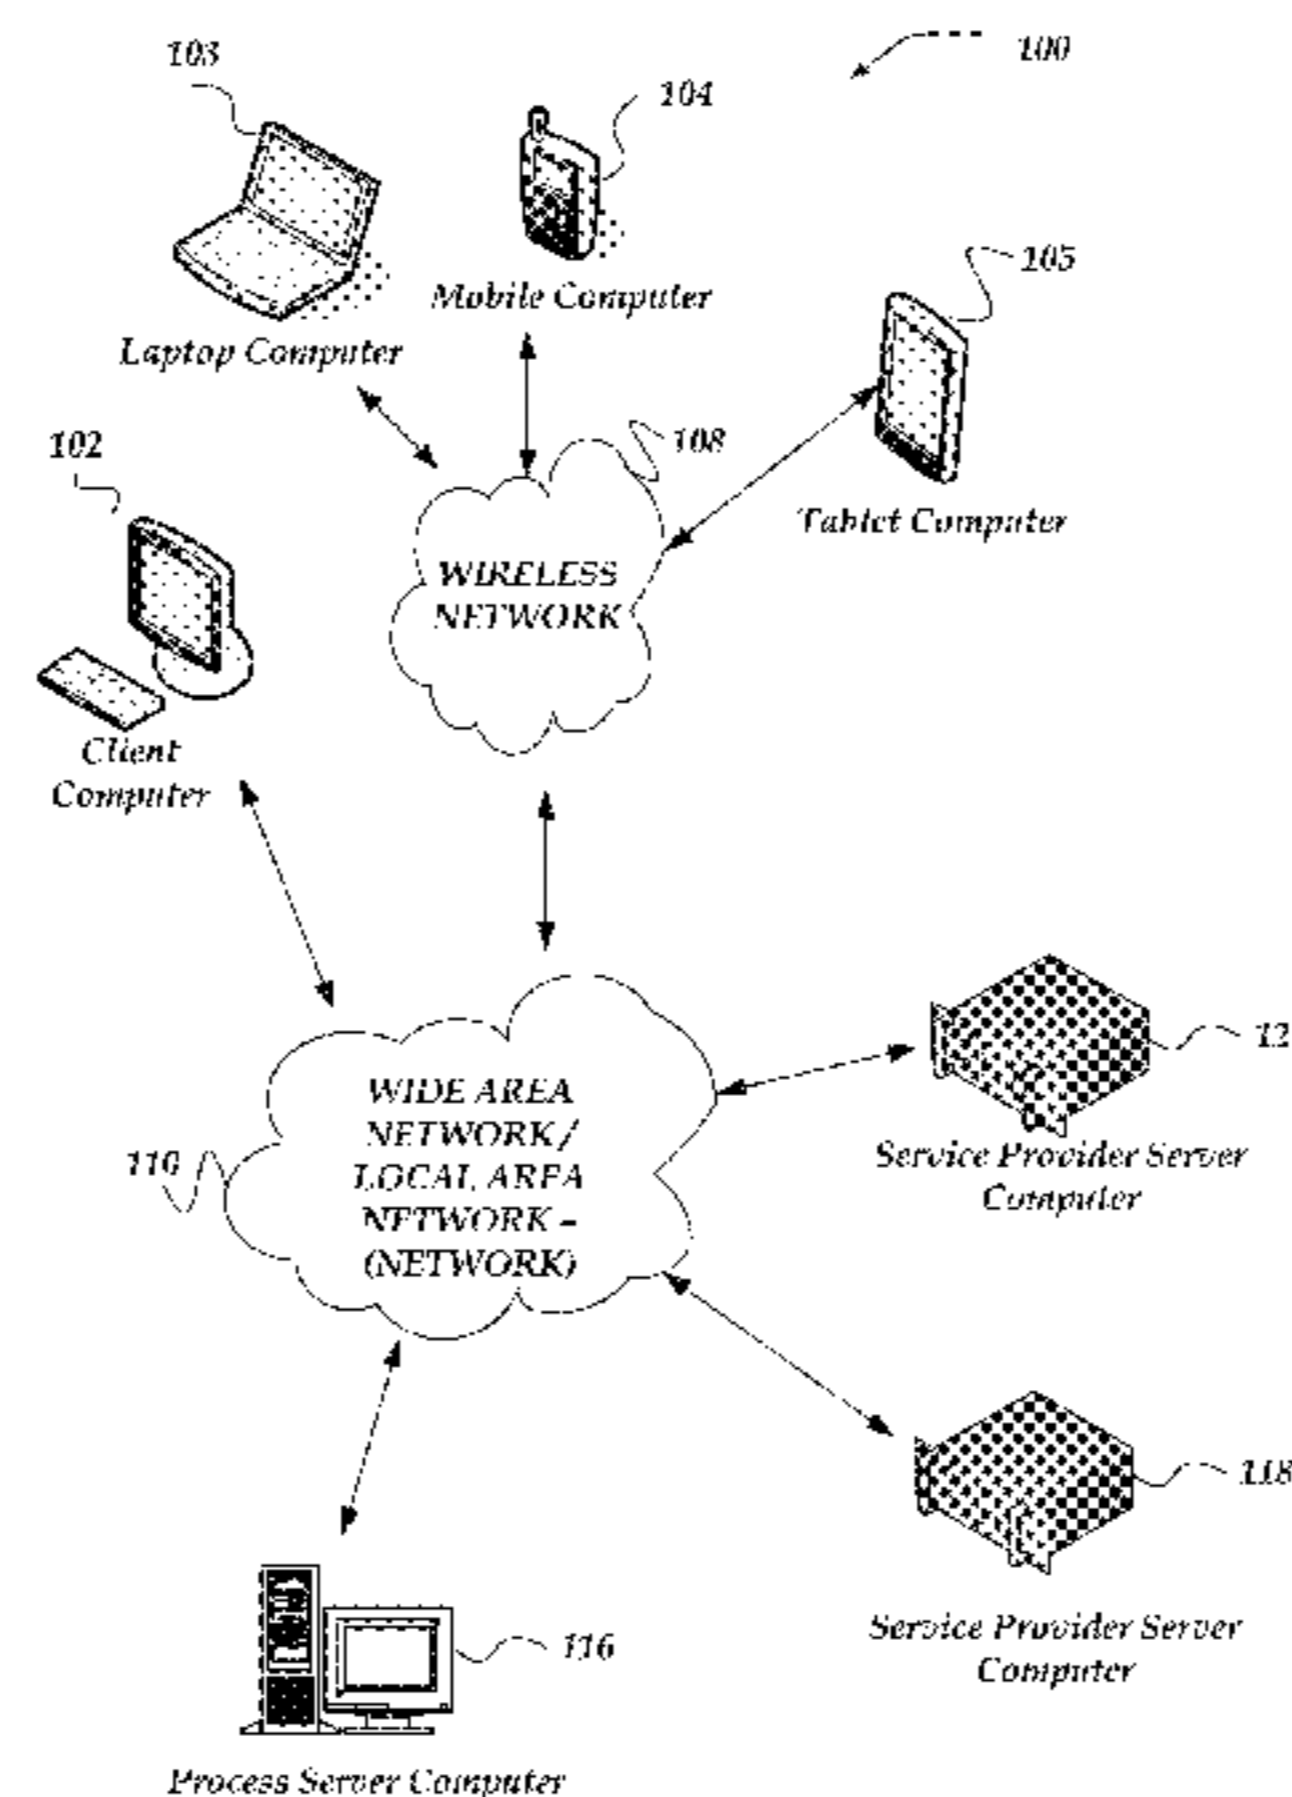 103
100
104
Mobile Computer
105
Laptop Computer
102
108
Tablet Computer
WIRELESS
NETWORK
Client
Computer
12
WIDE AREA
NETWORK/
LOCAL AREA
NETWORK –
(NETWORK)
110
Service Provider Server
Computer
118
116
Service Provider Server
Computer
Process Server Computer